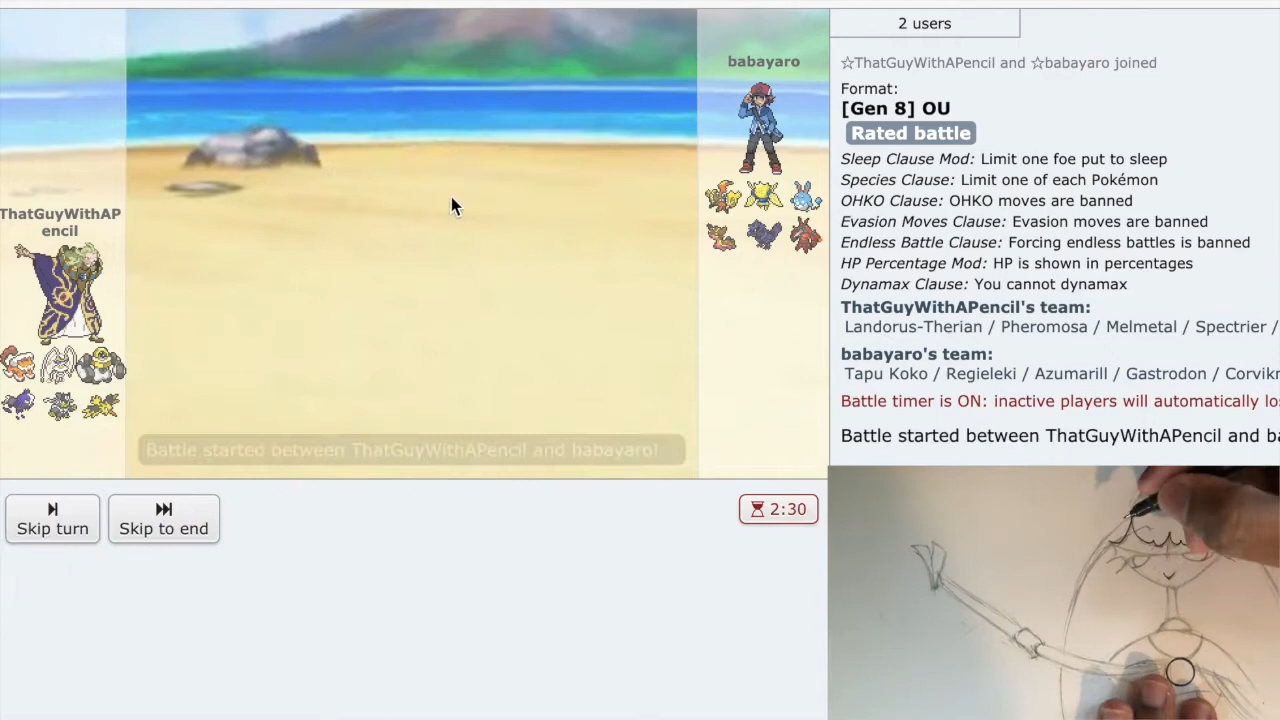 2 users
☆ThatGuyWithAPencil and ☆babayaro joined
Format:
[Gen 8] OU
Rated battle
Sleep Clause Mod: Limit one foe put to sleep
Species Clause: Limit one of each Pokémon
OHKO Clause: OHKO moves are banned
Evasion Moves Clause: Evasion moves are banned
Endless Battle Clause: Forcing endless battles is banned
HP Percentage Mod: HP is shown in percentages
Dynamax Clause: You cannot dynamax
ThatGuyWithAPencil's team:
Landorus-Therian / Pheromosa / Melmetal / Spectrier /
babayaro's team:
Tapu Koko / Regieleki / Azumarill / Gastrodon / Corvikn
Battle timer is ON: inactive players will automatically lo
Battle started between ThatGuyWithAPencil and ba
babayaro
ThatGuyWithAP
encil
Battle started between ThatGuyWithAPencil and babayaro!
Skip turn
Skip to end
2:30